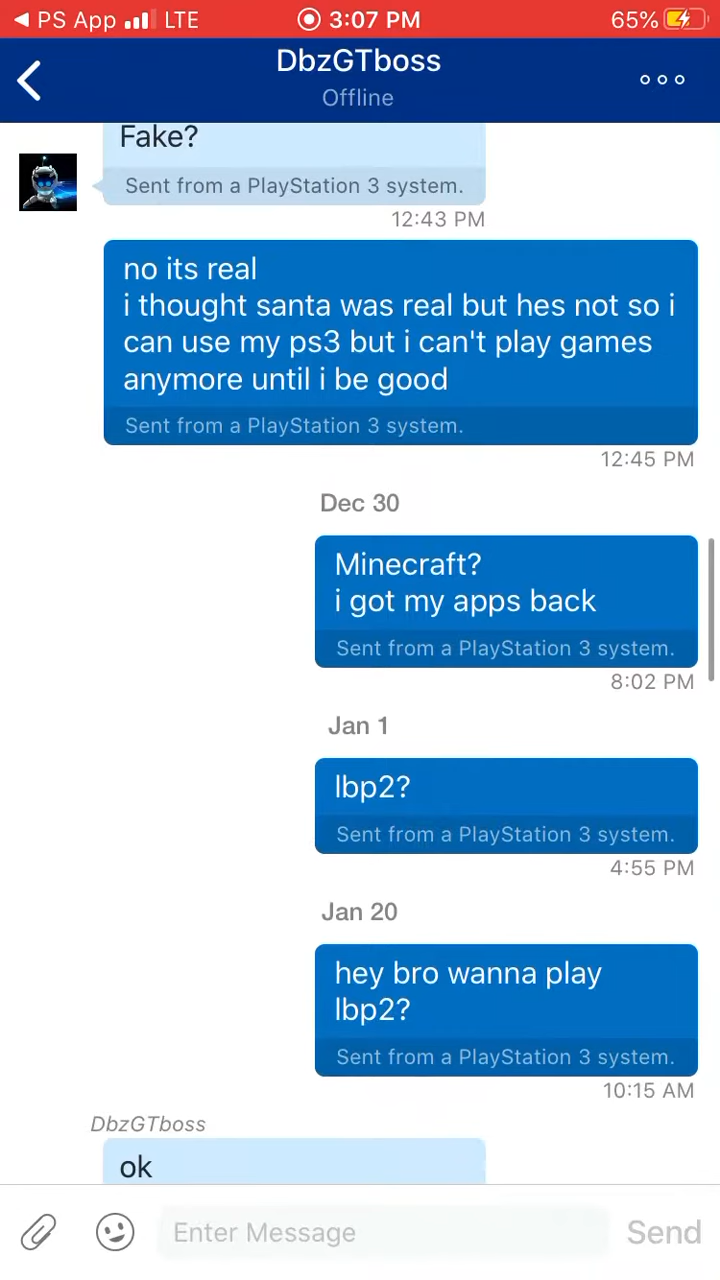 PS App LTE 3:07 PM 65%
DbzGTboss
Offline
Fake?
Sent from a PlayStation 3 system.
12:43 PM
no its real
i thought santa was real but hes not so i
can use my ps3 but i can't play games
anymore until i be good
Sent from a PlayStation 3 system.
12:45 PM
Dec 30
Minecraft?
i got my apps back
Sent from a PlayStation 3 system.
8:02 PM
Jan 1
lbp2?
Sent from a PlayStation 3 system.
4:55 PM
Jan 20
hey bro wanna play
lbp2?
Sent from a PlayStation 3 system.
10:15 AM
DbzGTboss
ok
Enter Message Send